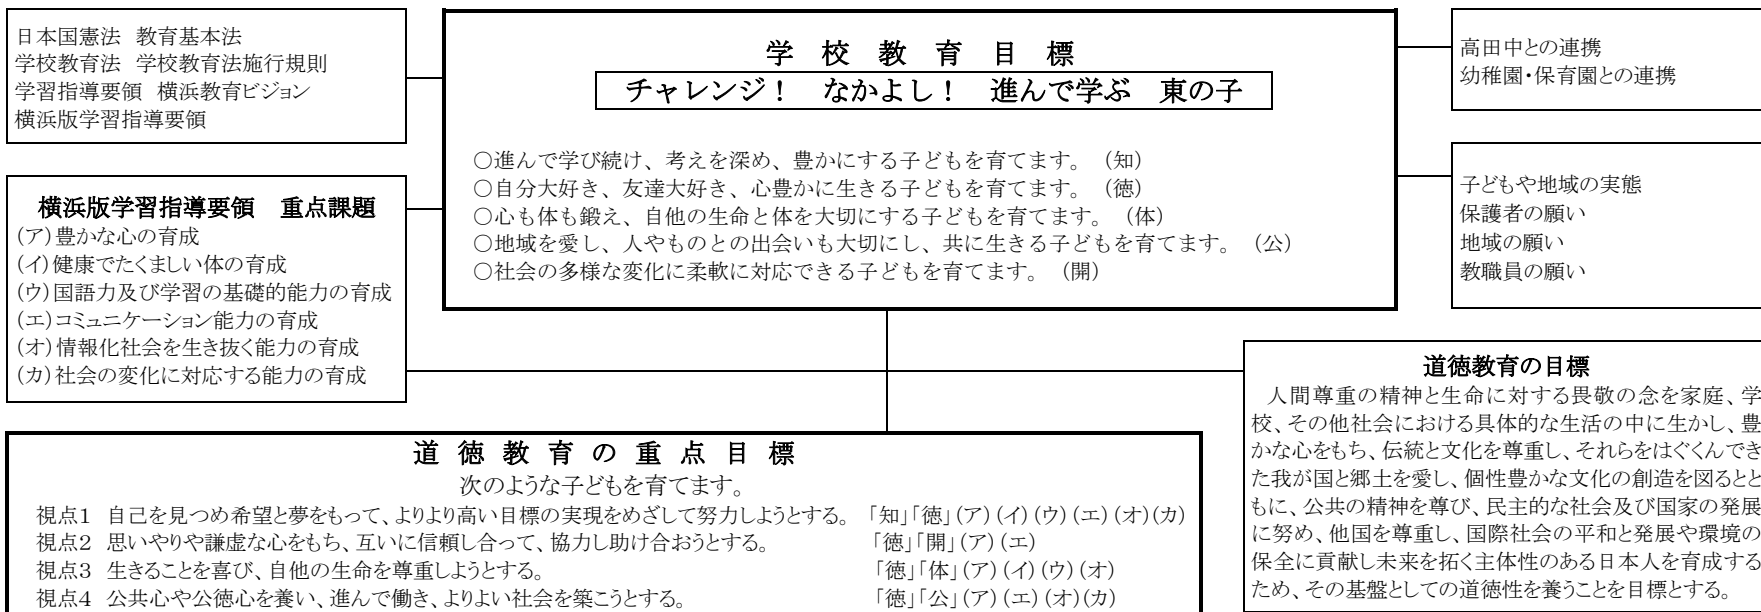 日本国憲法 教育基本法
学校教育法 学校教育法施行規則
学習指導要領 横浜教育ビジョン
横浜版学習指導要領
学校教育目標
チャレンジ! なかよし! 進んで学ぶ 東の子
○進んで学び続け、考えを深め、豊かにする子どもを育てます。(知)
○自分大好き、友達大好き、心豊かに生きる子どもを育てます。(徳)
○心も体も鍛え、自他の生命と体を大切にする子どもを育てます。(体)
○地域を愛し、人やものとの出会いも大切にし、共に生きる子どもを育てます。(公)
○社会の多様な変化に柔軟に対応できる子どもを育てます。(開)
高田中との連携
幼稚園・保育園との連携
横浜版学習指導要領 重点課題
(ア)豊かな心の育成
(イ)健康でたくましい体の育成
(ウ)国語力及び学習の基礎的能力の育成
(エ)コミュニケーション能力の育成
(オ)情報化社会を生き抜く能力の育成
(カ)社会の変化に対応する能力の育成
子どもや地域の実態
保護者の願い
地域の願い
教職員の願い
道徳教育の目標
人間尊重の精神と生命に対する畏敬の念を家庭、学
校、その他社会における具体的な生活の中に生かし、豊
かな心をもち、伝統と文化を尊重し、それらをはぐくんでき
た我が国と郷土を愛し、個性豊かな文化の創造を図るとと
もに、公共の精神を尊び、民主的な社会及び国家の発展
に努め、他国を尊重し、国際社会の平和と発展や環境の
保全に貢献し未来を拓く主体性のある日本人を育成する
ため、その基盤としての道徳性を養うことを目標とする。
道徳教育の重点目標
次のような子どもを育てます。
視点1 自己を見つめ希望と夢をもって、よりより高い目標の実現をめざして努力しようとする。 「知」「徳」(ア)(イ)(ウ)(エ)(オ)(カ)
視点2 思いやりや謙虚な心をもち、互いに信頼し合って、協力し助け合おうとする。 「徳」「開」(ア)(エ)
視点3 生きることを喜び、自他の生命を尊重しようとする。 「徳」「体」(ア)(イ)(ウ)(オ)
視点4 公共心や公徳心を養い、進んで働き、よりよい社会を築こうとする。 「徳」「公」(ア)(エ)(オ)(カ)